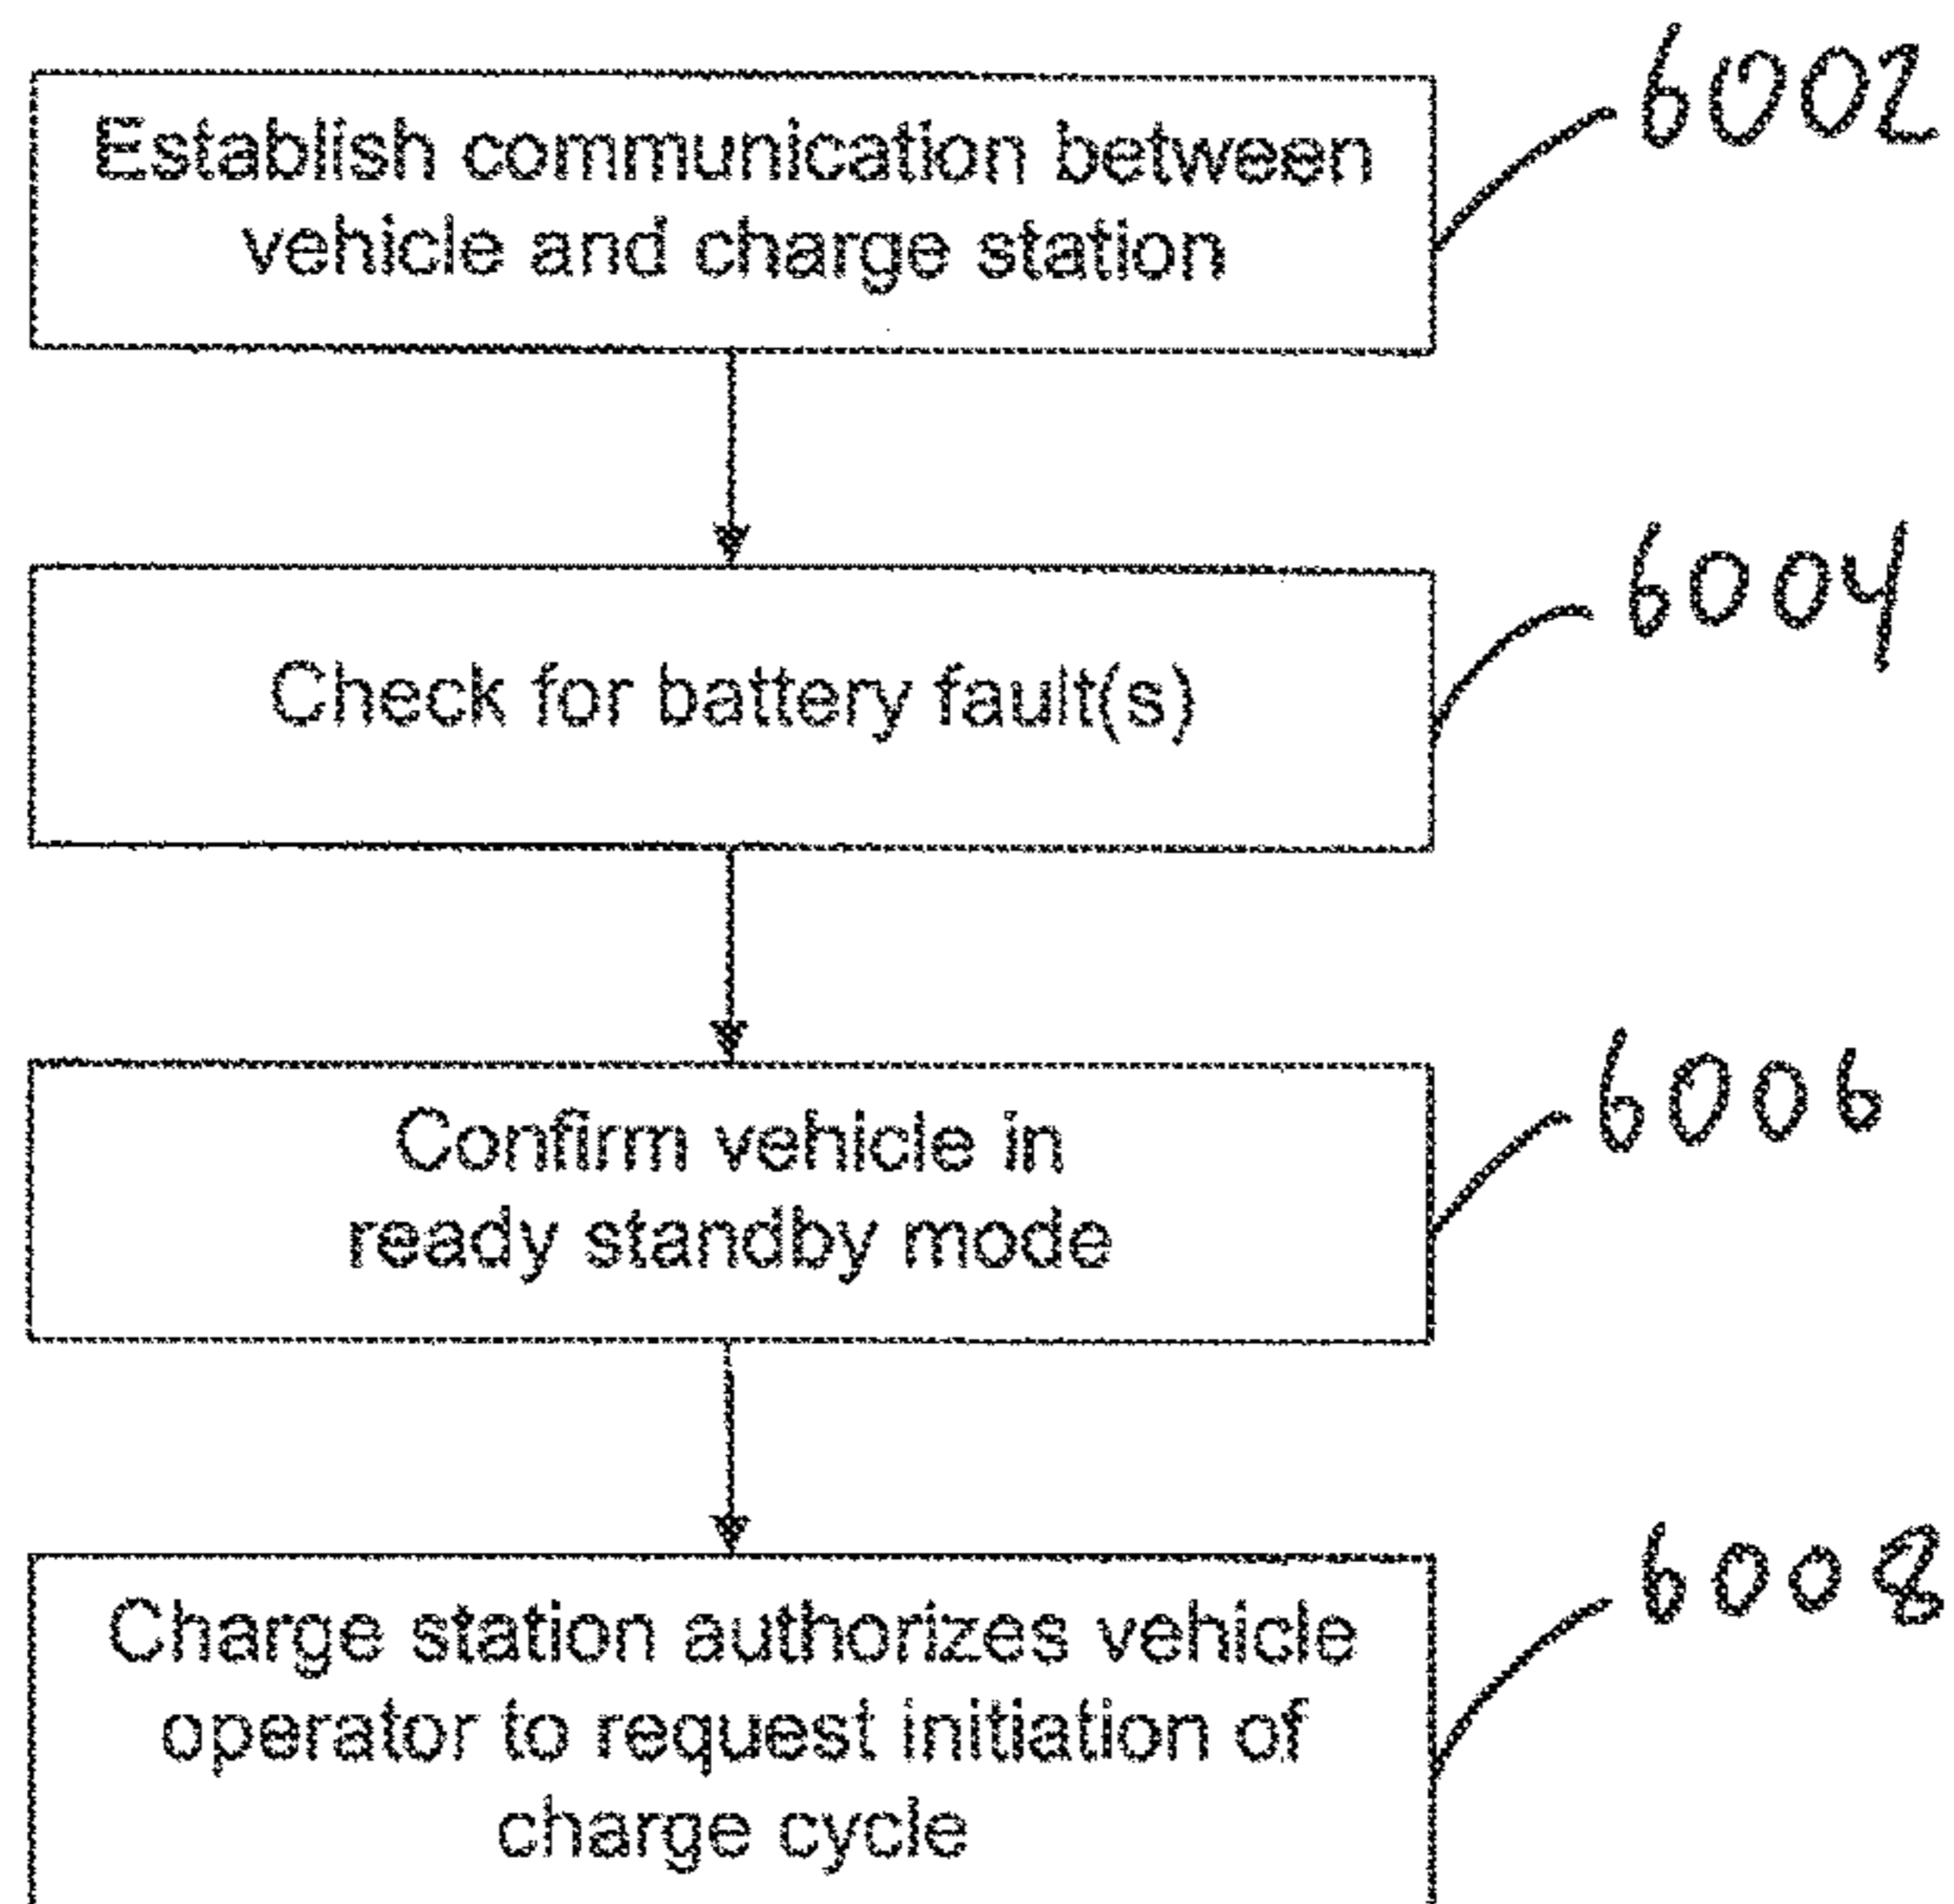 6002
Establish communication between
vehicle and charge station
6004
Check for battery fault(s)
6006
Confirm vehicle in
ready standby mode
6008
Charge station authorizes vehicle
operator to request initiation of
charge cycle